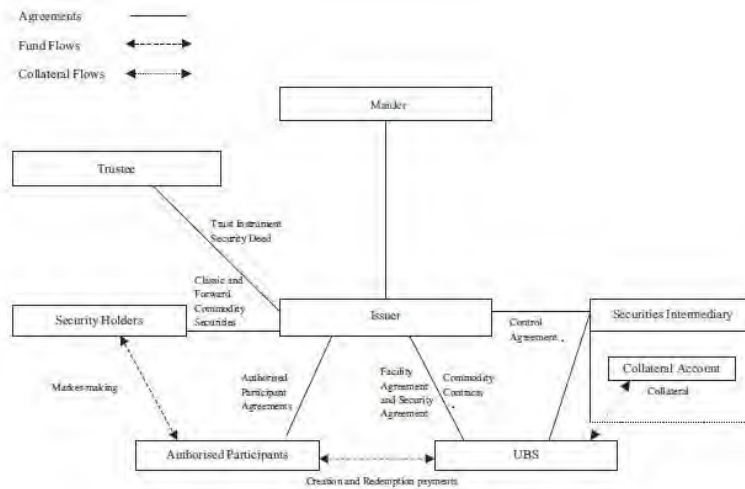 Agreements
Fund Flows
Collateral Flows
Marder
Trustee
Trust Instrument
Security Deed
Classic and
Forward
Commodity
Securities
Security Holders
Issuer
Control
Agreement
Securities Intermediary
Collateral Account
Collateral
Market-making
Authorised
Participant
Agreements
Facility
Agreement
and Security
Agreement
Commodity
Contracts
Authorised Participants
UBS
Creation and Redemption payments